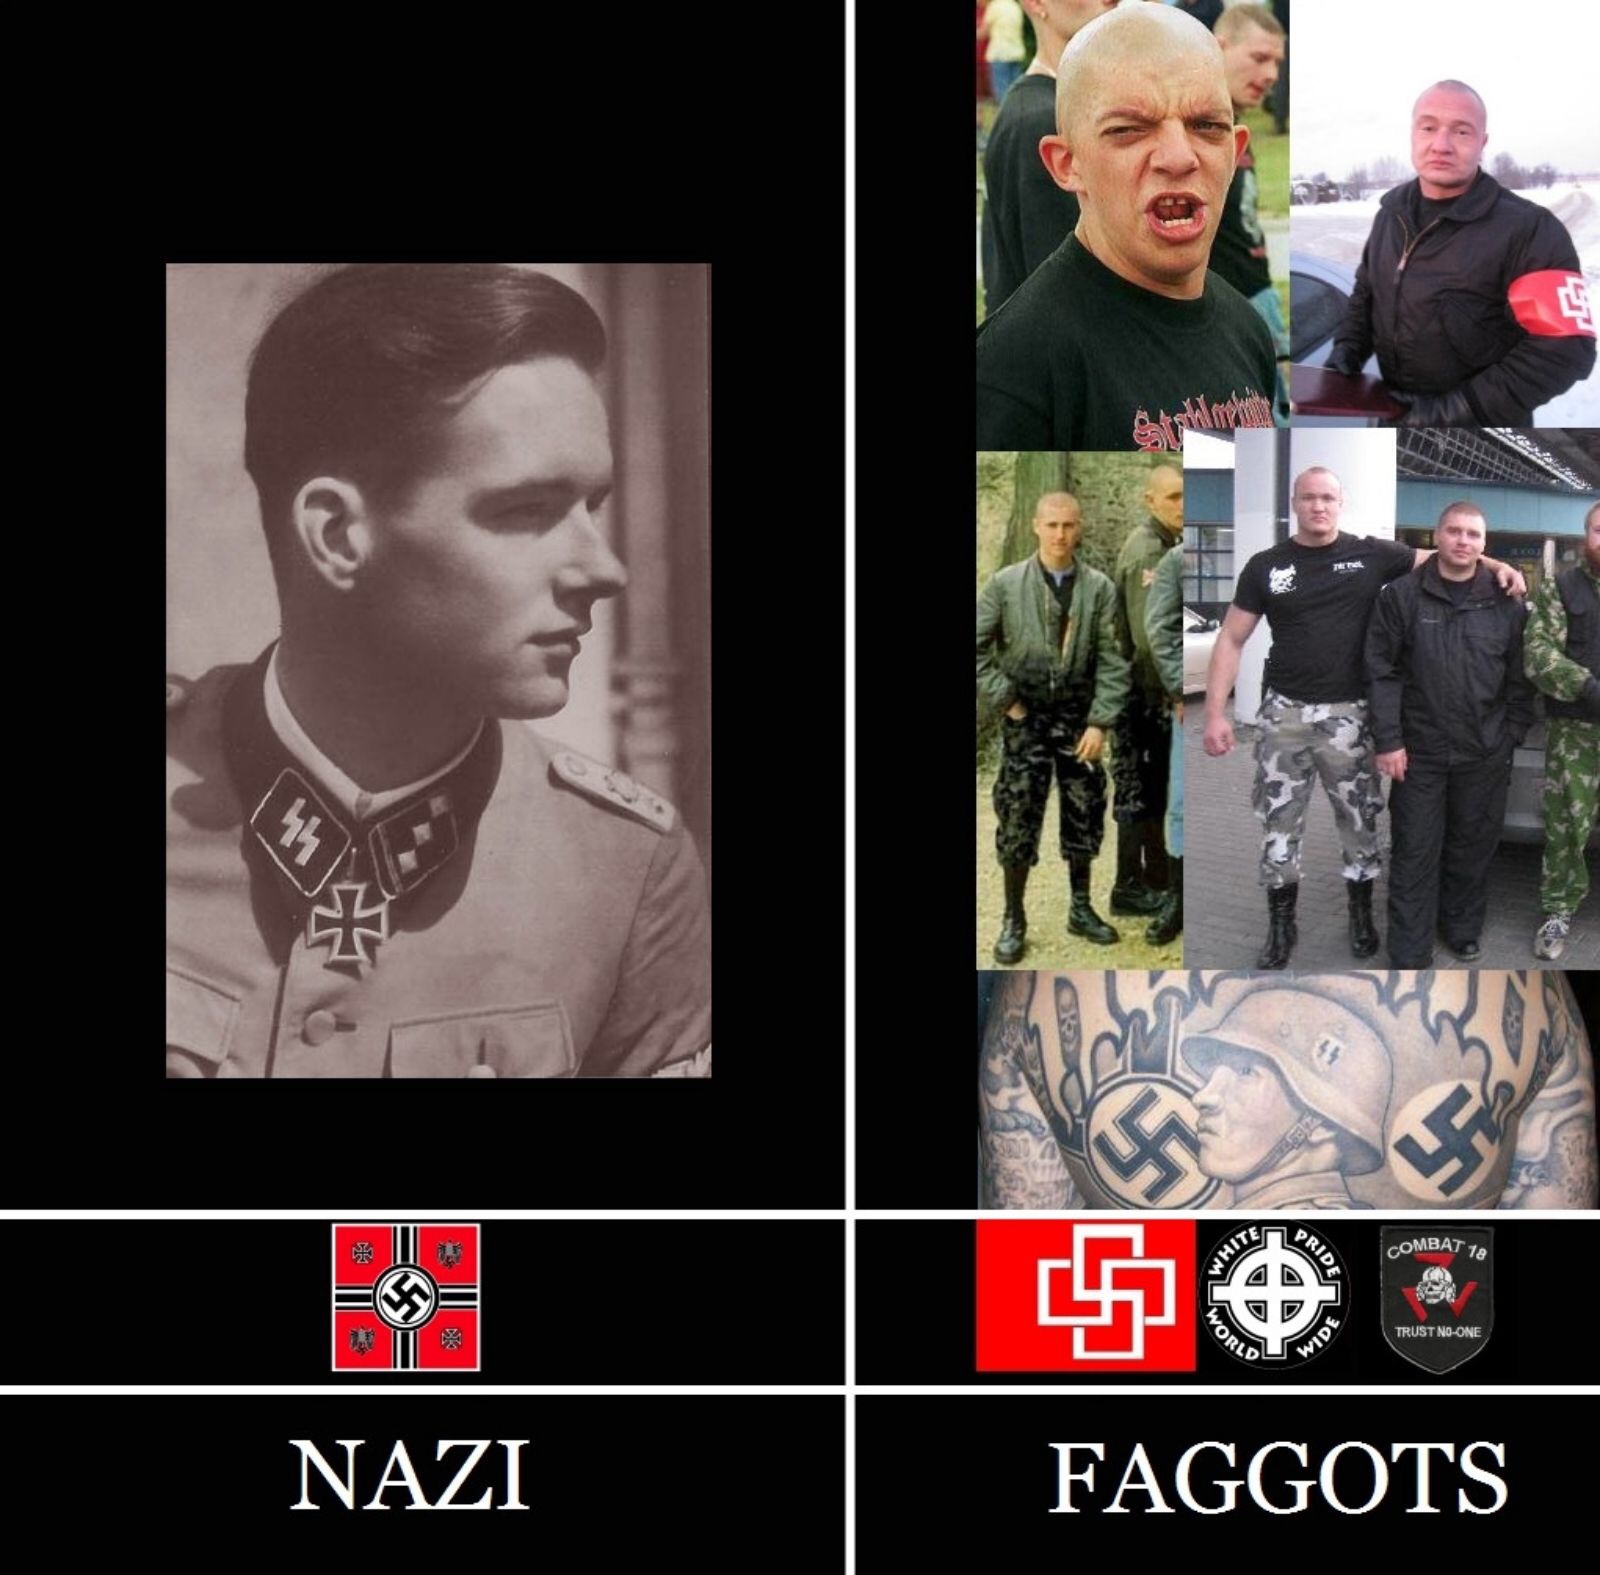 WHITE PRIDE
WORLD WIDE
COMBAT 18
TRUST NO-ONE
NAZI
FAGGOTS